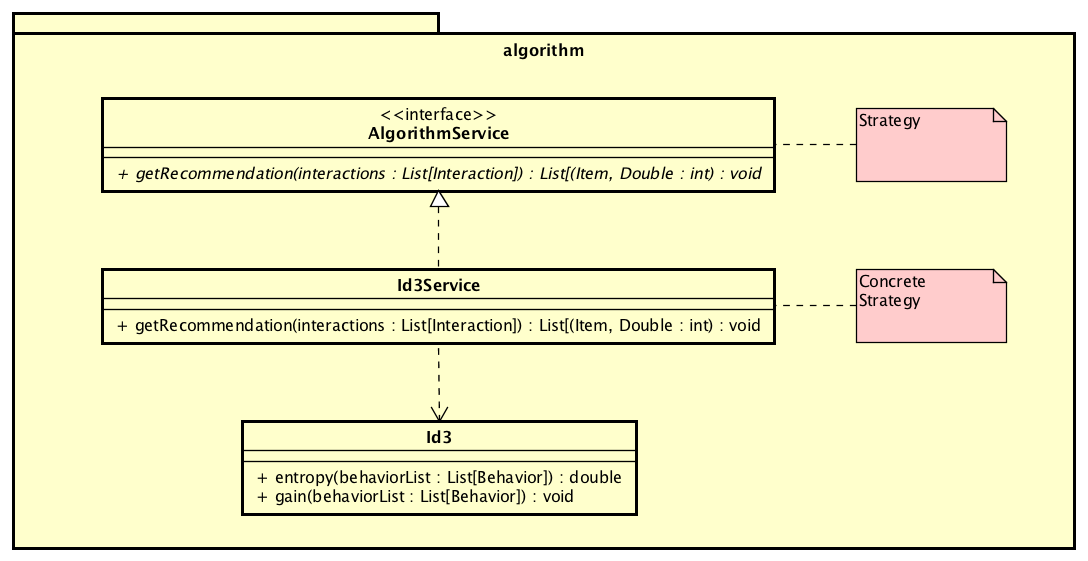 algorithm
<<interface>>
AlgorithmService
+ getRecommendation(interactions : List[Interaction]) : List[(Item, Double : int) : void
Strategy
Id3Service
+ getRecommendation(interactions : List[Interaction]) : List[(Item, Double : int) : void
Concrete
Strategy
Id3
+ entropy(behaviorList : List[Behavior]) : double
+ gain(behaviorList : List[Behavior]) : void